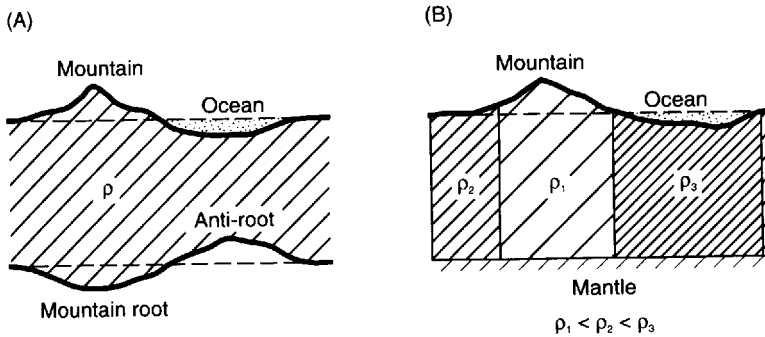 (A)
Mountain
Ocean
ρ
Anti-root
Mountain root
(B)
Mountain
Ocean
ρ₂
ρ₁
ρ₃
Mantle
ρ₁ < ρ₂ < ρ₃